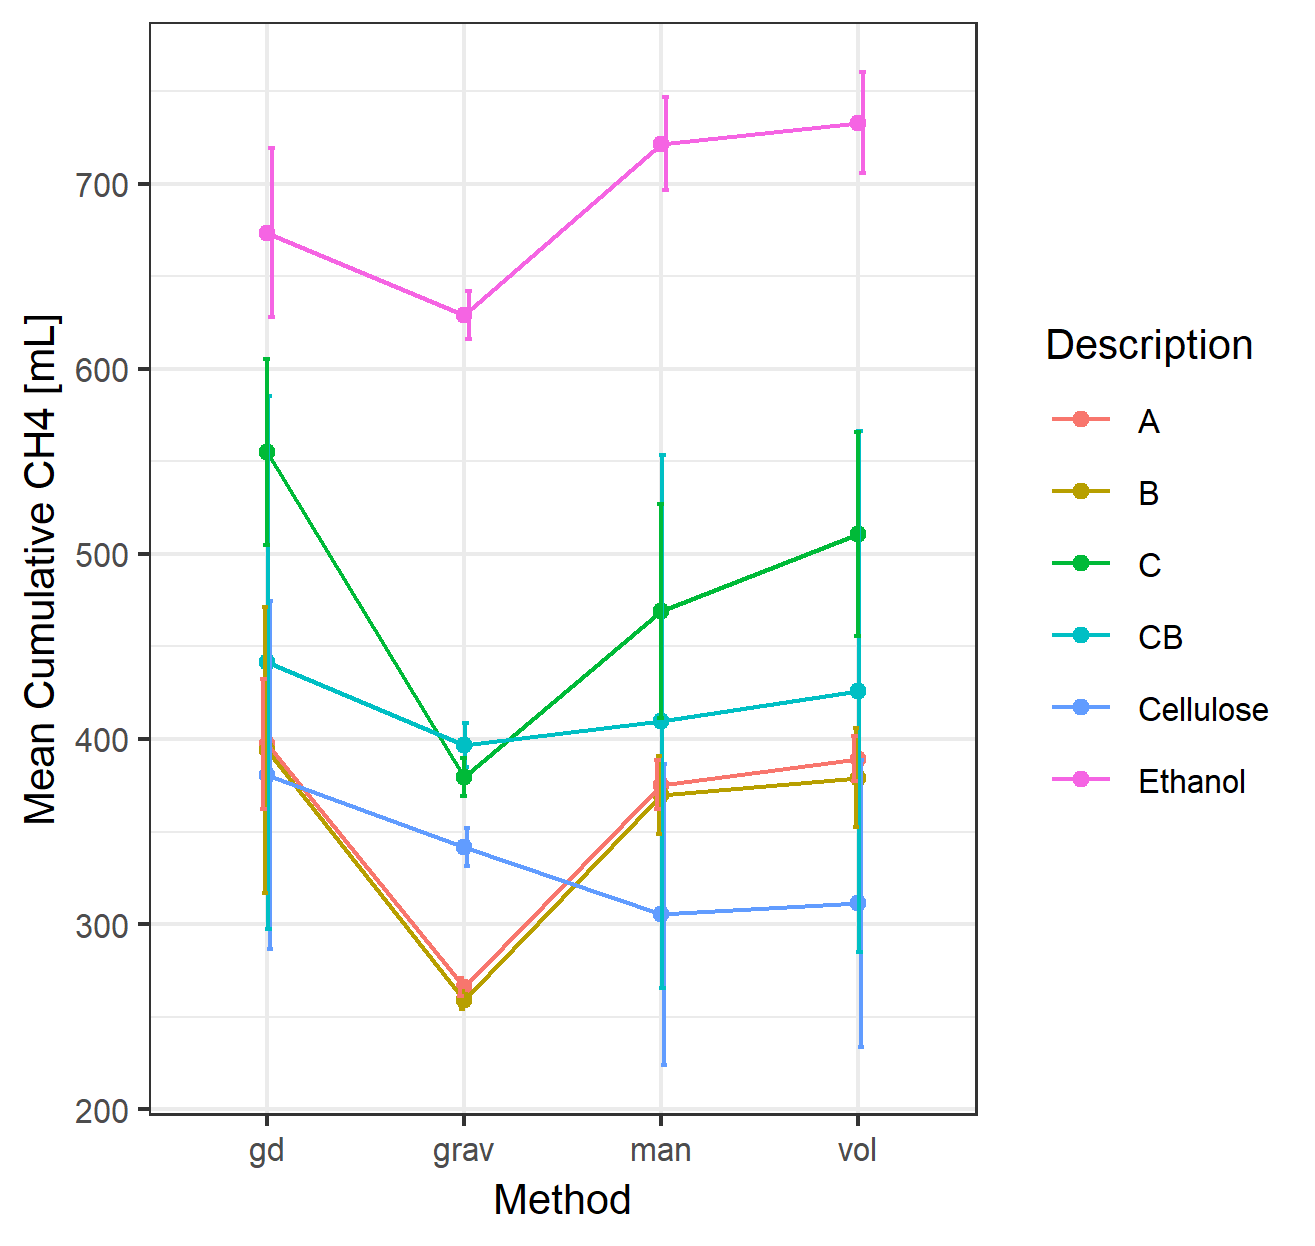 Mean Cumulative CH4 [mL]
700
600
500
400
300
200
gd grav man vol
Method
Description
A
B
C
CB
Cellulose
Ethanol